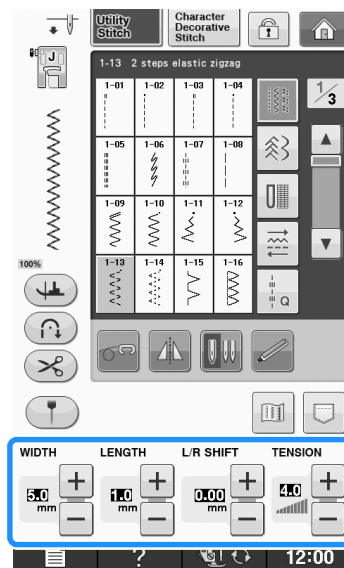 Utility
Stitch
Character
Decorative
Stitch
J
1-13 2 steps elastic zigzag
1/3
1-01 1-02 1-03 1-04
1-05 1-06 1-07 1-08
1-09 1-10 1-11 1-12
1-13 1-14 1-15 1-16
Q
100%
WIDTH LENGTH L/R SHIFT TENSION
5.0 mm + − 1.0 mm + − 0.00 mm + − 4.0 + −
? 12:00